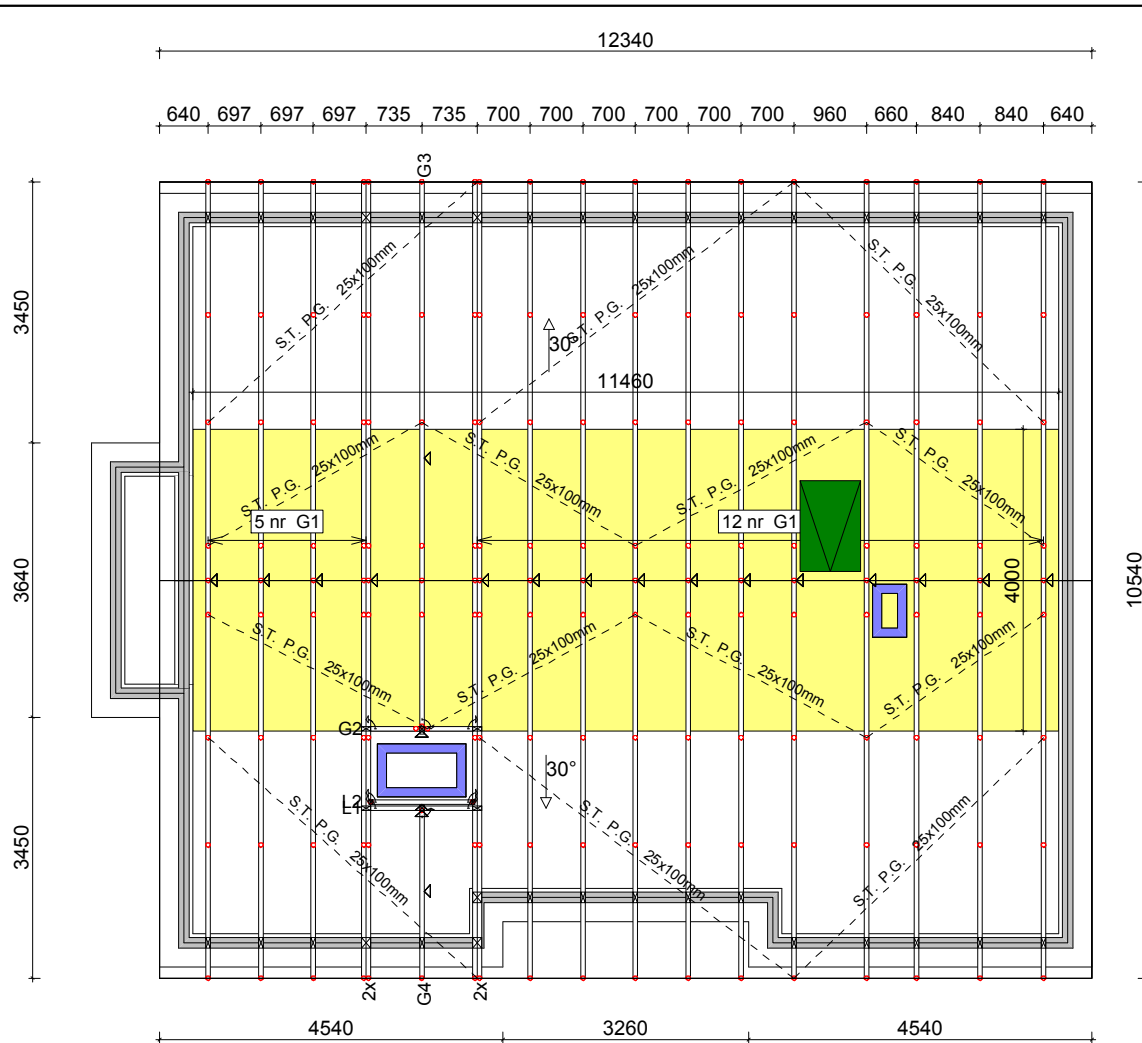 12340
640 697 697 697 735 735 700 700 700 700 700 700 960 660 840 840 640
G3
S.T. P.G. 25x100mm
S.T. P.G. 25x100mm
S.T. P.G. 25x100mm
3450
30°
11460
S.T. P.G. 25x100mm
S.T. P.G. 25x100mm
S.T. P.G. 25x100mm
S.T. P.G. 25x100mm
5 nr G1
12 nr G1
3640
4000
10540
S.T. P.G. 25x100mm
S.T. P.G. 25x100mm
S.T. P.G. 25x100mm
S.T. P.G. 25x100mm
G2
30°
L2
L1
3450
S.T. P.G. 25x100mm
S.T. P.G. 25x100mm
S.T. P.G. 25x100mm
2x
G4
2x
4540 3260 4540